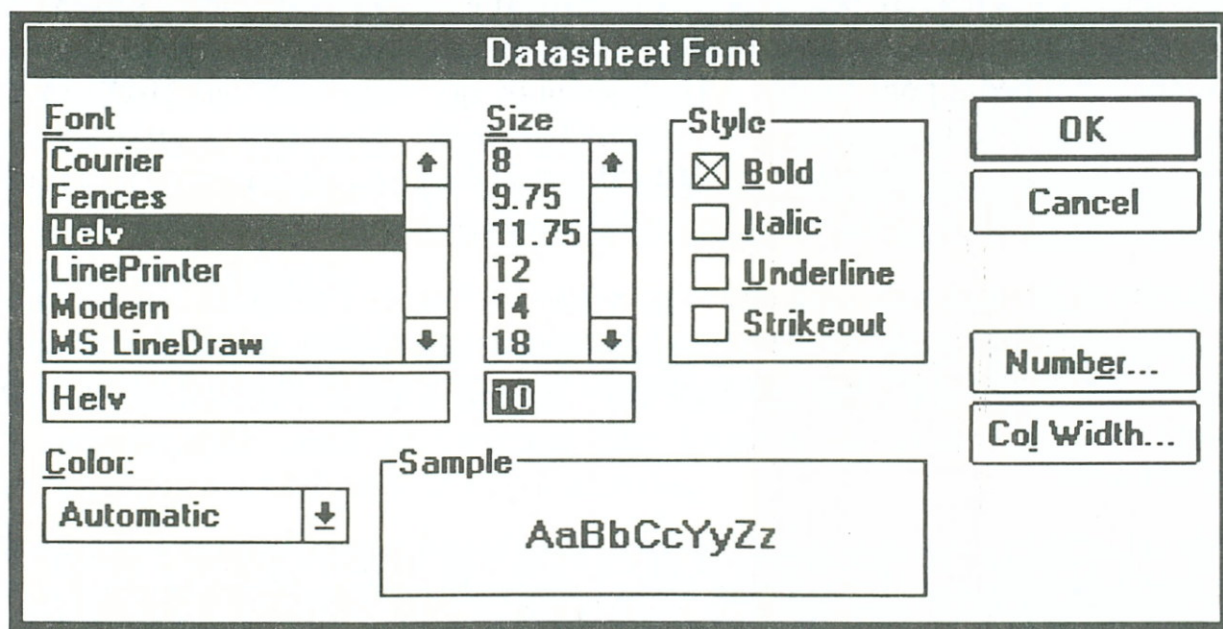 Datasheet Font
Font
Courier
Fences
Helv
LinePrinter
Modern
MS LineDraw
Helv
Size
8
9.75
11.75
12
14
18
10
Style
Bold
Italic
Underline
Strikeout
OK
Cancel
Number...
Col Width...
Color:
Automatic
Sample
AaBbCcYyZz